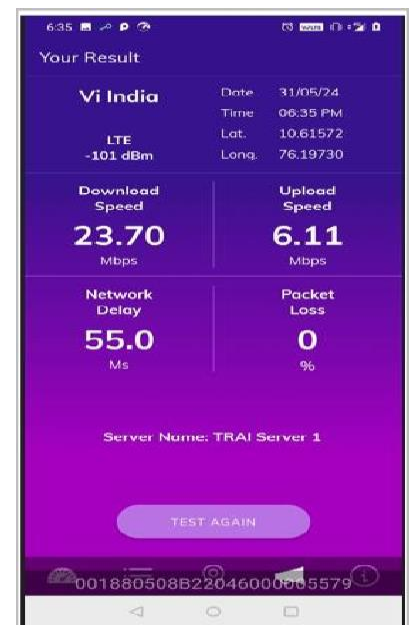 6:35
Your Result
Vi India
LTE
-101 dBm
Date 31/05/24
Time 06:35 PM
Lat. 10.61572
Long. 76.19730
Download Speed
23.70
Mbps
Upload Speed
6.11
Mbps
Network Delay
55.0
Ms
Packet Loss
0
%
Server Name: TRAI Server 1
TEST AGAIN
001880508B22046000005579